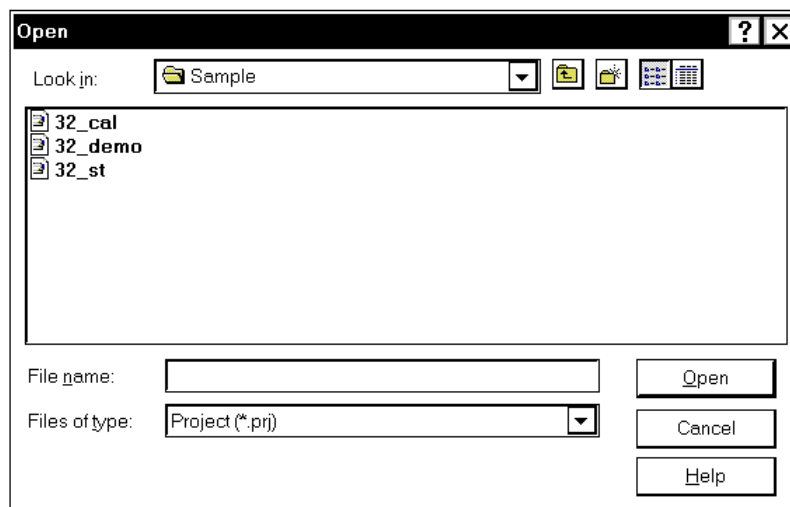 Open
Look in: Sample
32_cal
32_demo
32_st
File name:
Open
Files of type: Project (*.prj)
Cancel
Help